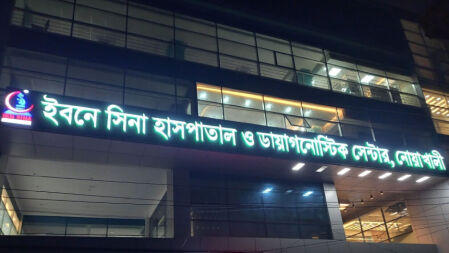 ইবনে সিনা হাসপাতাল ও ডায়াগনোস্টিক সেন্টার, নোয়াখালী